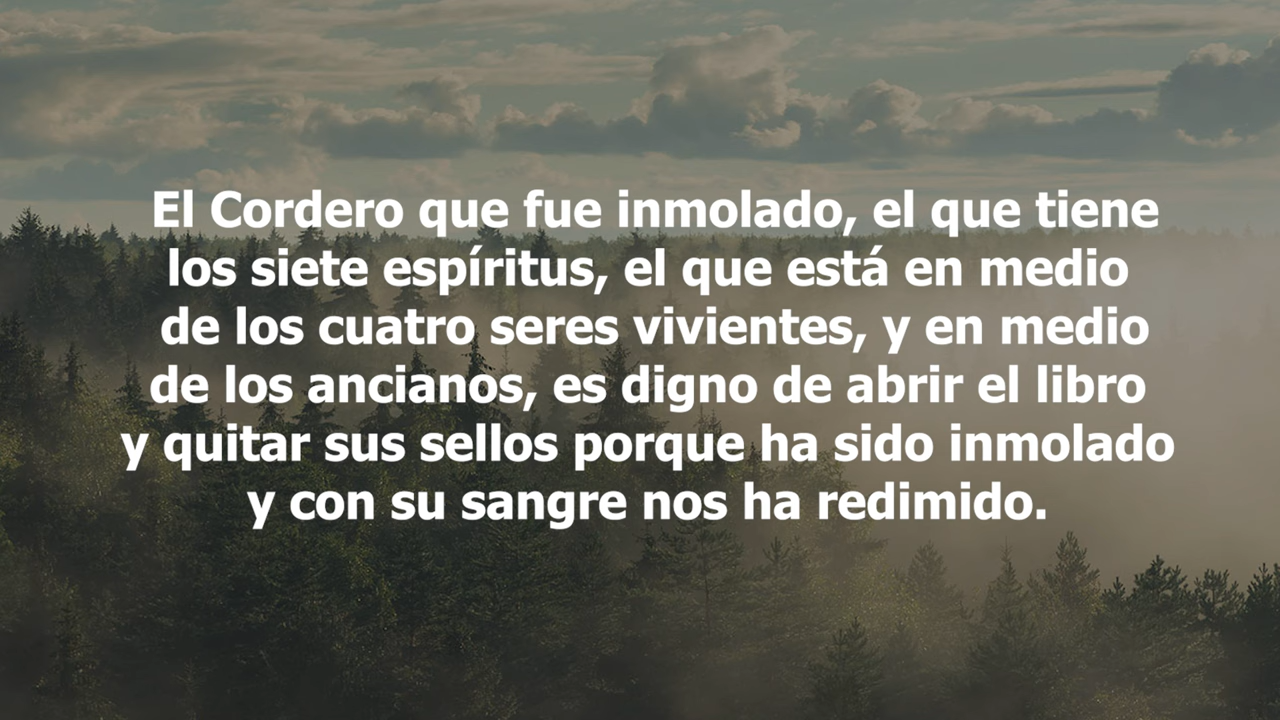 El Cordero que fue inmolado, el que tiene
los siete espíritus, el que está en medio
de los cuatro seres vivientes, y en medio
de los ancianos, es digno de abrir el libro
y quitar sus sellos porque ha sido inmolado
y con su sangre nos ha redimido.